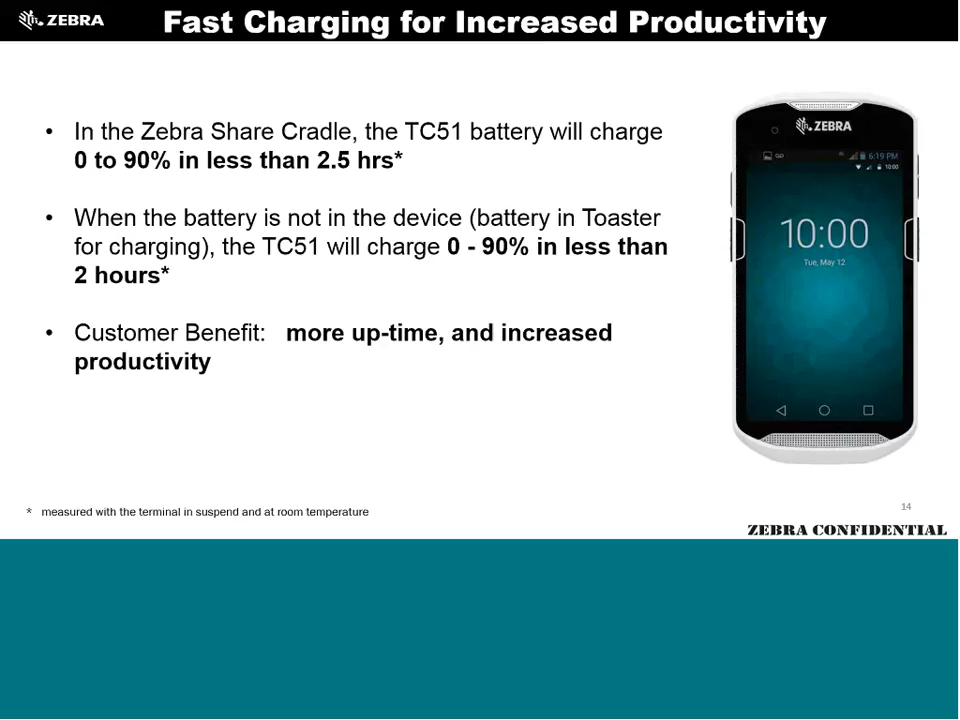 ZEBRA
Fast Charging for Increased Productivity
• In the Zebra Share Cradle, the TC51 battery will charge
0 to 90% in less than 2.5 hrs*
• When the battery is not in the device (battery in Toaster
for charging), the TC51 will charge 0 - 90% in less than
2 hours*
• Customer Benefit: more up-time, and increased
productivity
ZEBRA
6:19 PM
10:00
10:00
Tue, May 12
* measured with the terminal in suspend and at room temperature
14
ZEBRA CONFIDENTIAL